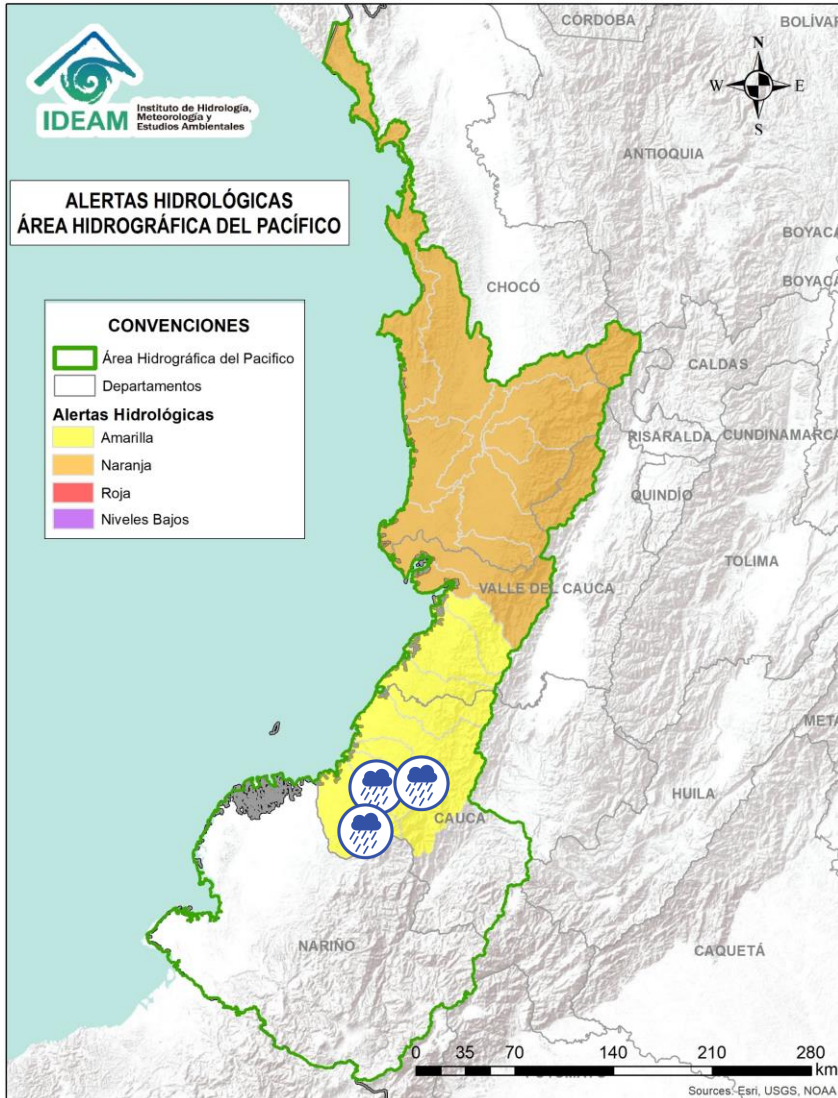 CÓRDOBA
BOLÍVAR
N
W
E
S
IDEAM
Instituto de Hidrología,
Meteorología y
Estudios Ambientales
ANTIOQUIA
ALERTAS HIDROLÓGICAS
ÁREA HIDROGRÁFICA DEL PACÍFICO
BOYACÁ
BOYACÁ
CHOCÓ
CONVENCIONES
Área Hidrográfica del Pacifico
Departamentos
Alertas Hidrológicas
Amarilla
Naranja
Roja
Niveles Bajos
CALDAS
RISARALDA
CUNDINAMARCA
QUINDÍO
TOLIMA
VALLE DEL CAUCA
META
HUILA
CAUCA
NARIÑO
CAQUETÁ
0 35 70 140 210 280
km
Sources: Esri, USGS, NOAA